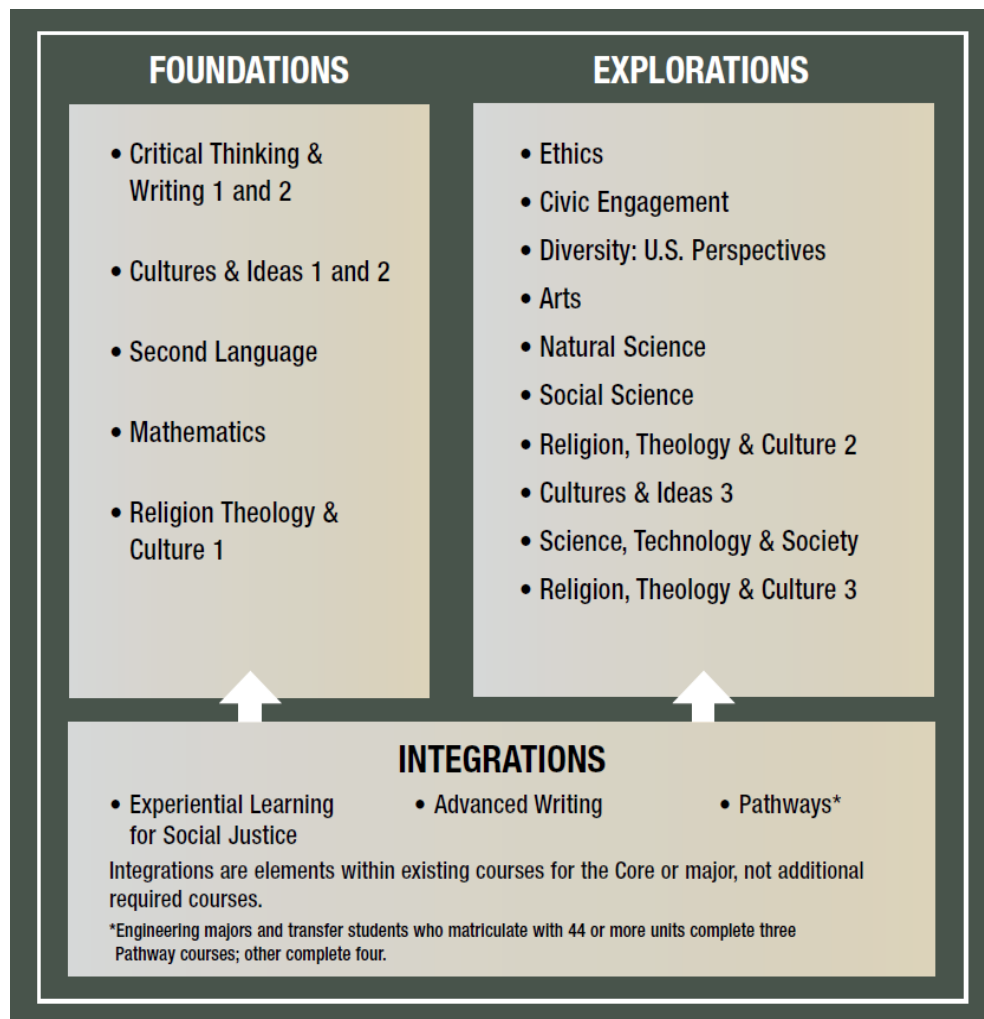 FOUNDATIONS
• Critical Thinking &
Writing 1 and 2
• Cultures & Ideas 1 and 2
• Second Language
• Mathematics
• Religion Theology &
Culture 1
EXPLORATIONS
• Ethics
• Civic Engagement
• Diversity: U.S. Perspectives
• Arts
• Natural Science
• Social Science
• Religion, Theology & Culture 2
• Cultures & Ideas 3
• Science, Technology & Society
• Religion, Theology & Culture 3
INTEGRATIONS
• Experiential Learning
for Social Justice
• Advanced Writing
• Pathways*
Integrations are elements within existing courses for the Core or major, not additional
required courses.
*Engineering majors and transfer students who matriculate with 44 or more units complete three
Pathway courses; other complete four.